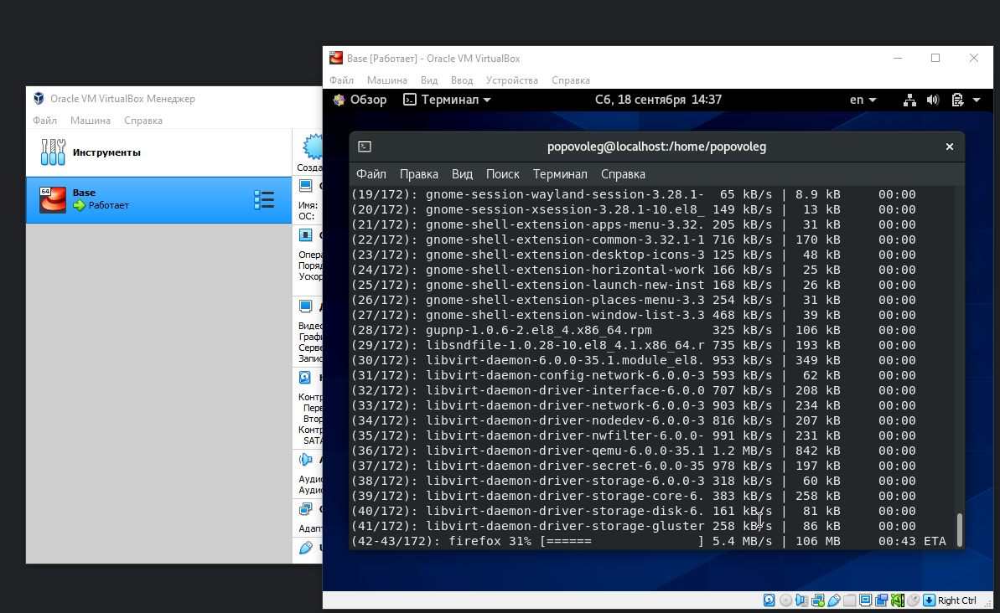 Oracle VM VirtualBox Менеджер
Файл Машина Справка
Инструменты
64
Base
Работает
Созда
Имя:
ОС:
Опера
Поряд
Ускор
Видео
Графи
Серве
Запис
Контр
Перв
Втор
Контр
SATA
Аудио
Аудио
Адапт
Base [Работает] - Oracle VM VirtualBox
Файл Машина Вид Ввод Устройства Справка
Обзор Терминал Сб, 18 сентября 14:37 en
popovoleg@localhost:/home/popovoleg
Файл Правка Вид Поиск Терминал Справка
(19/172): gnome-session-wayland-session-3.28.1- 65 kB/s | 8.9 kB 00:00
(20/172): gnome-session-xsession-3.28.1-10.el8_ 149 kB/s | 13 kB 00:00
(21/172): gnome-shell-extension-apps-menu-3.32. 205 kB/s | 31 kB 00:00
(22/172): gnome-shell-extension-common-3.32.1-1 716 kB/s | 170 kB 00:00
(23/172): gnome-shell-extension-desktop-icons-3 125 kB/s | 48 kB 00:00
(24/172): gnome-shell-extension-horizontal-work 166 kB/s | 25 kB 00:00
(25/172): gnome-shell-extension-launch-new-inst 168 kB/s | 26 kB 00:00
(26/172): gnome-shell-extension-places-menu-3.3 254 kB/s | 31 kB 00:00
(27/172): gnome-shell-extension-window-list-3.3 468 kB/s | 39 kB 00:00
(28/172): gupnp-1.0.6-2.el8_4.x86_64.rpm 325 kB/s | 106 kB 00:00
(29/172): libsndfile-1.0.28-10.el8_4.1.x86_64.r 735 kB/s | 193 kB 00:00
(30/172): libvirt-daemon-6.0.0-35.1.module_el8. 953 kB/s | 349 kB 00:00
(31/172): libvirt-daemon-config-network-6.0.0-3 593 kB/s | 62 kB 00:00
(32/172): libvirt-daemon-driver-interface-6.0.0 707 kB/s | 208 kB 00:00
(33/172): libvirt-daemon-driver-network-6.0.0-3 903 kB/s | 234 kB 00:00
(34/172): libvirt-daemon-driver-nodedev-6.0.0-3 816 kB/s | 207 kB 00:00
(35/172): libvirt-daemon-driver-nwfilter-6.0.0- 991 kB/s | 231 kB 00:00
(36/172): libvirt-daemon-driver-qemu-6.0.0-35.1 1.2 MB/s | 842 kB 00:00
(37/172): libvirt-daemon-driver-secret-6.0.0-35 978 kB/s | 197 kB 00:00
(38/172): libvirt-daemon-driver-storage-6.0.0-3 318 kB/s | 60 kB 00:00
(39/172): libvirt-daemon-driver-storage-core-6. 383 kB/s | 258 kB 00:00
(40/172): libvirt-daemon-driver-storage-disk-6. 161 kB/s | 81 kB 00:00
(41/172): libvirt-daemon-driver-storage-gluster 258 kB/s | 86 kB 00:00
(42-43/172): firefox 31% [====== ] 5.4 MB/s | 106 MB 00:43 ETA
Right Ctrl